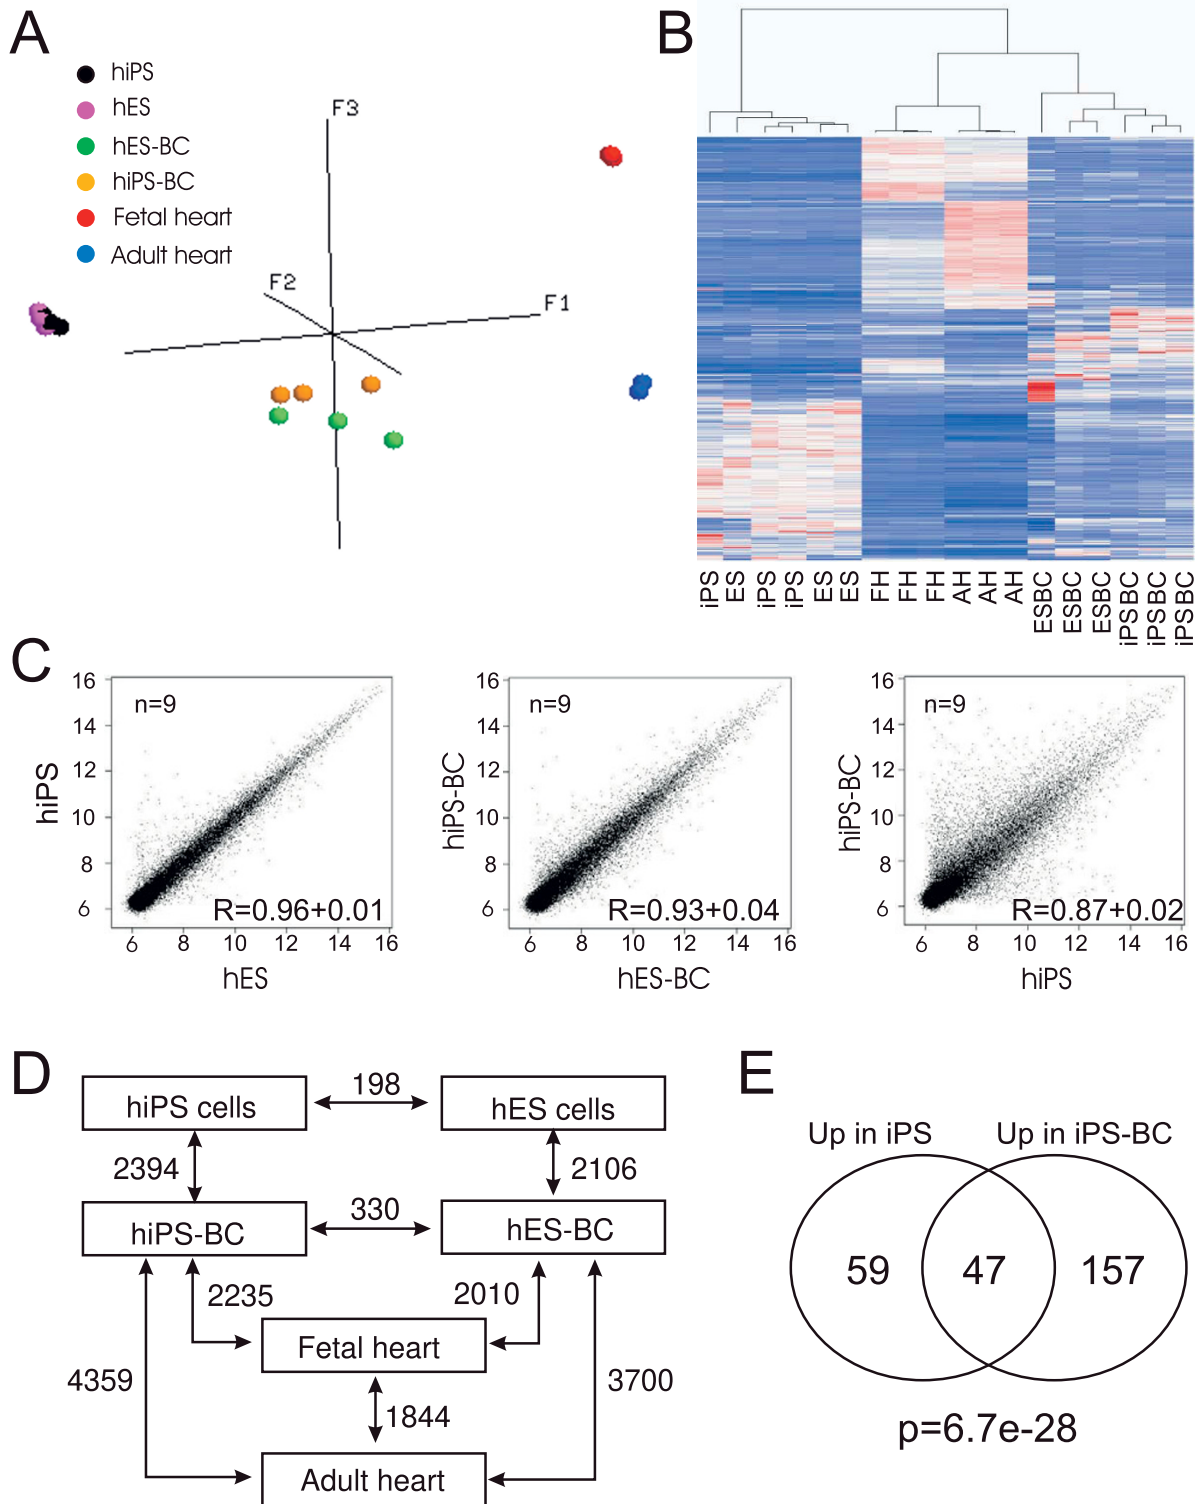 A
hiPS
hES
hES-BC
hiPS-BC
Fetal heart
Adult heart
F3
F2
F1
B
iPS
ES
iPS
iPS
ES
ES
FH
FH
FH
AH
AH
AH
ESBC
ESBC
ESBC
iPSBC
iPSBC
iPSBC
C
16
14
12
10
8
6
n=9
R=0.96+0.01
hiPS
6 8 10 12 14 16
hES
16
14
12
10
8
6
n=9
R=0.93+0.04
hiPS-BC
6 8 10 12 14 16
hES-BC
16
14
12
10
8
6
n=9
R=0.87+0.02
hiPS-BC
6 8 10 12 14 16
hiPS
D
hiPS cells 198 hES cells
2394 2106
hiPS-BC 330 hES-BC
2235 2010
Fetal heart
4359 3700
1844
Adult heart
E
Up in iPS Up in iPS-BC
59 47 157
p=6.7e-28